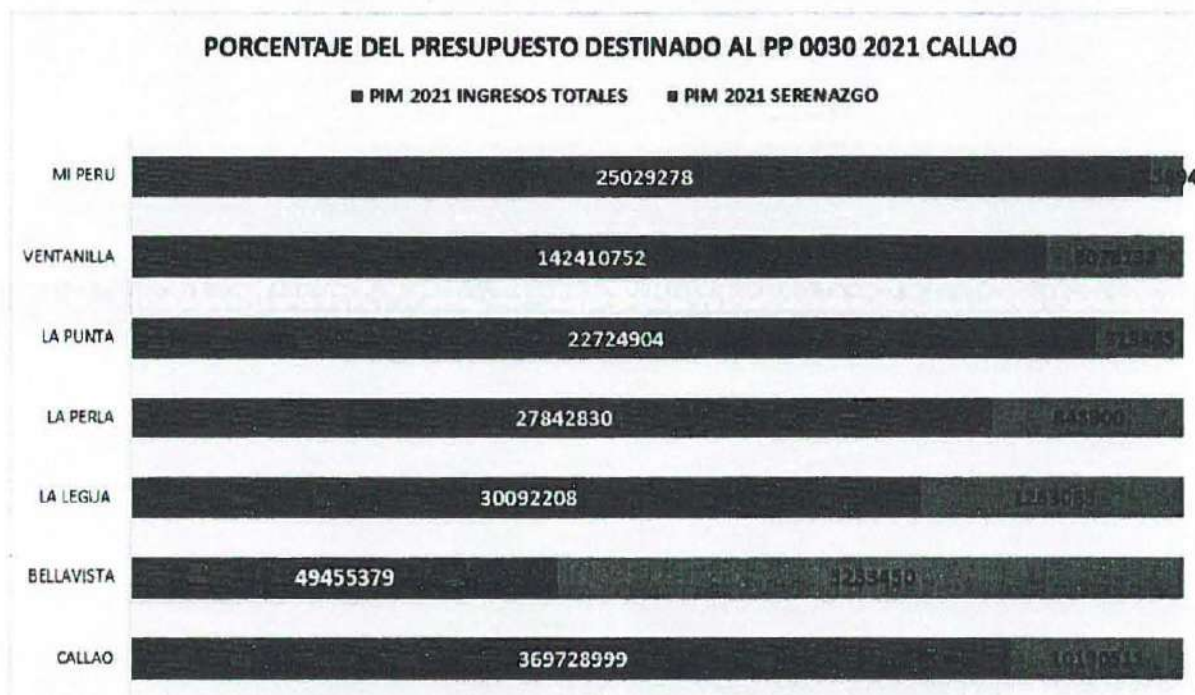 PORCENTAJE DEL PRESUPUESTO DESTINADO AL PP 0030 2021 CALLAO
PIM 2021 INGRESOS TOTALES PIM 2021 SERENAZGO
MI PERU 25029278
VENTANILLA 142410752
LA PUNTA 22724904
LA PERLA 27842830
LA LEGUA 30092208
BELLAVISTA 49455379
CALLAO 369728999